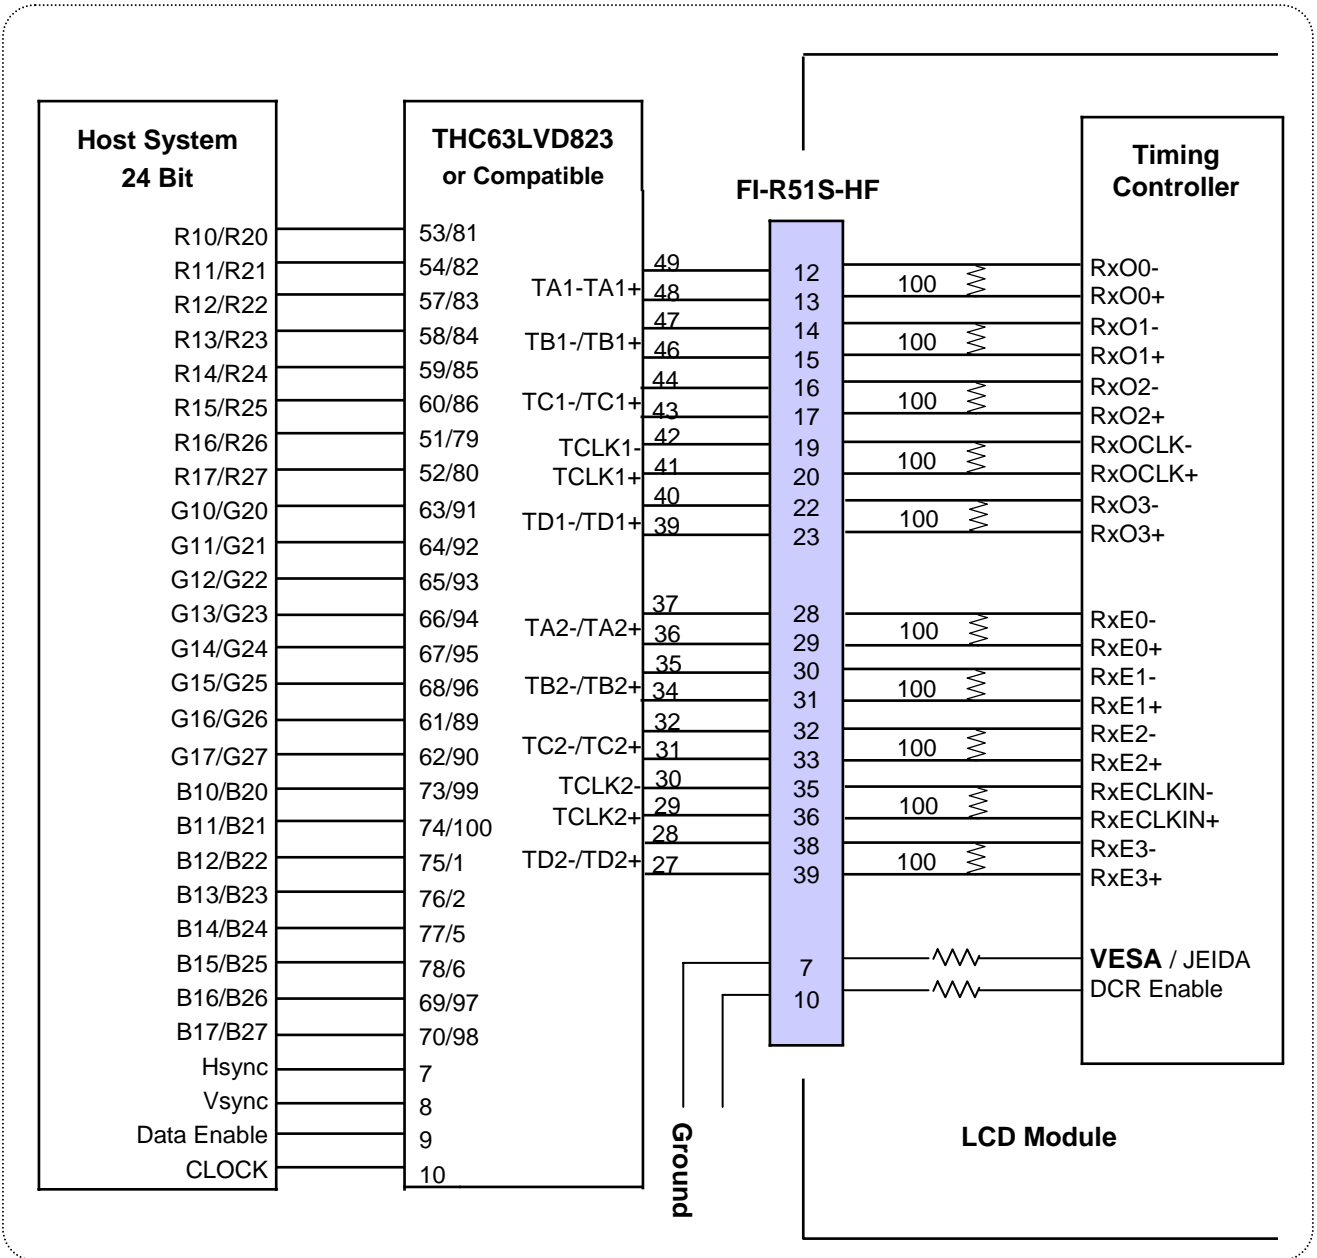 Host System
24 Bit
R10/R20
R11/R21
R12/R22
R13/R23
R14/R24
R15/R25
R16/R26
R17/R27
G10/G20
G11/G21
G12/G22
G13/G23
G14/G24
G15/G25
G16/G26
G17/G27
B10/B20
B11/B21
B12/B22
B13/B23
B14/B24
B15/B25
B16/B26
B17/B27
Hsync
Vsync
Data Enable
CLOCK
THC63LVD823
or Compatible
53/81
54/82
57/83
58/84
59/85
60/86
51/79
52/80
63/91
64/92
65/93
66/94
67/95
68/96
61/89
62/90
73/99
74/100
75/1
76/2
77/5
78/6
69/97
70/98
7
8
9
10
TA1-TA1+
TB1-/TB1+
TC1-/TC1+
TCLK1-
TCLK1+
TD1-/TD1+
TA2-/TA2+
TB2-/TB2+
TC2-/TC2+
TCLK2-
TCLK2+
TD2-/TD2+
49
48
47
46
44
43
42
41
40
39
37
36
35
34
32
31
30
29
28
27
FI-R51S-HF
12
13
14
15
16
17
19
20
22
23
28
29
30
31
32
33
35
36
38
39
7
10
Ground
100
100
100
100
100
100
100
100
100
100
Timing
Controller
RxO0-
RxO0+
RxO1-
RxO1+
RxO2-
RxO2+
RxOCLK-
RxOCLK+
RxO3-
RxO3+
RxE0-
RxE0+
RxE1-
RxE1+
RxE2-
RxE2+
RxECLKIN-
RxECLKIN+
RxE3-
RxE3+
VESA / JEIDA
DCR Enable
LCD Module